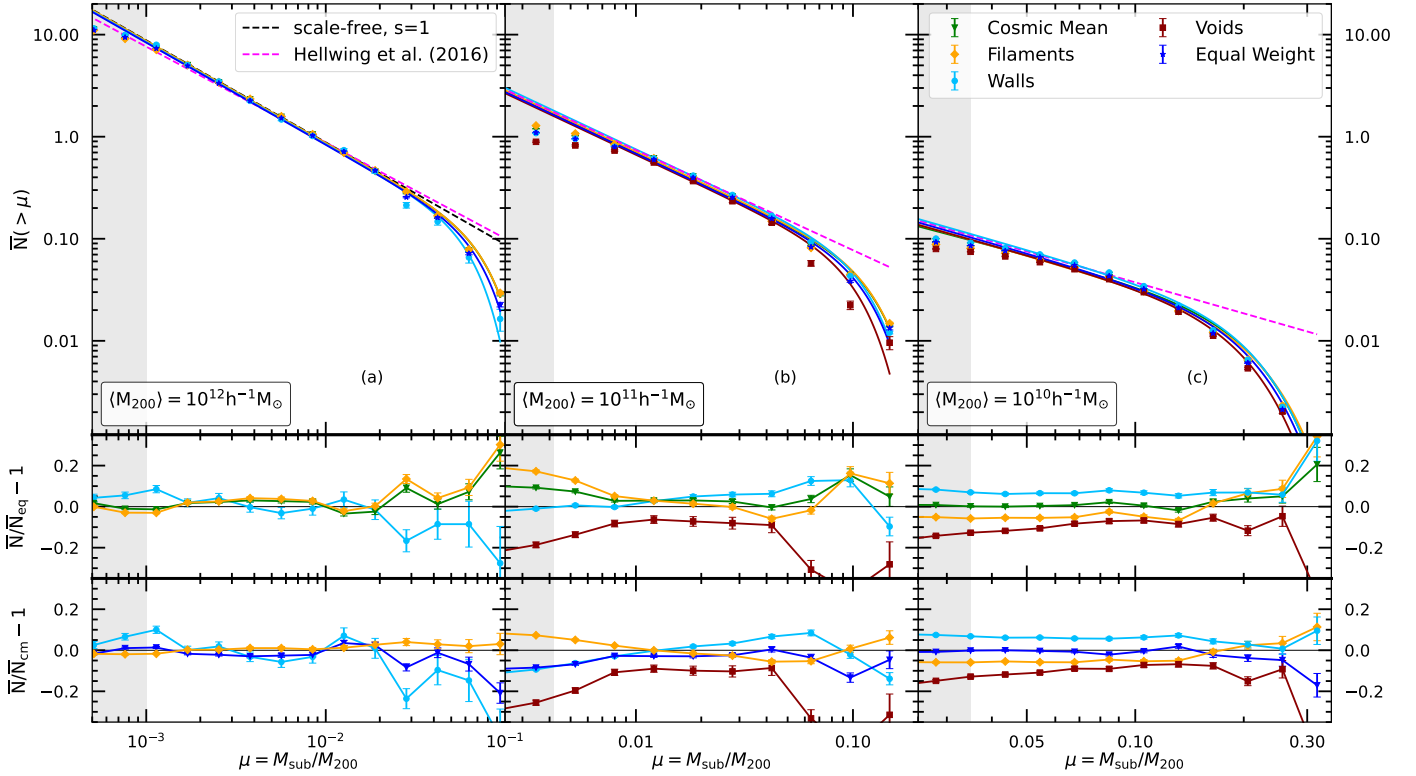 10.00
1.0
0.10
0.01
N̅( > μ)
scale-free, s=1
Hellwing et al. (2016)
(a)
⟨M₂₀₀⟩ = 10¹²h⁻¹M⊙
(b)
⟨M₂₀₀⟩ = 10¹¹h⁻¹M⊙
Cosmic Mean
Filaments
Walls
Voids
Equal Weight
(c)
⟨M₂₀₀⟩ = 10¹⁰h⁻¹M⊙
10.00
1.0
0.10
0.01
N̅/N̅eq − 1
0.2
0.0
−0.2
0.2
0.0
−0.2
N̅/N̅cm − 1
0.2
0.0
−0.2
0.2
0.0
−0.2
10⁻³ 10⁻² 10⁻¹ 0.01 0.10 0.05 0.10 0.30
μ = Msub/M₂₀₀ μ = Msub/M₂₀₀ μ = Msub/M₂₀₀